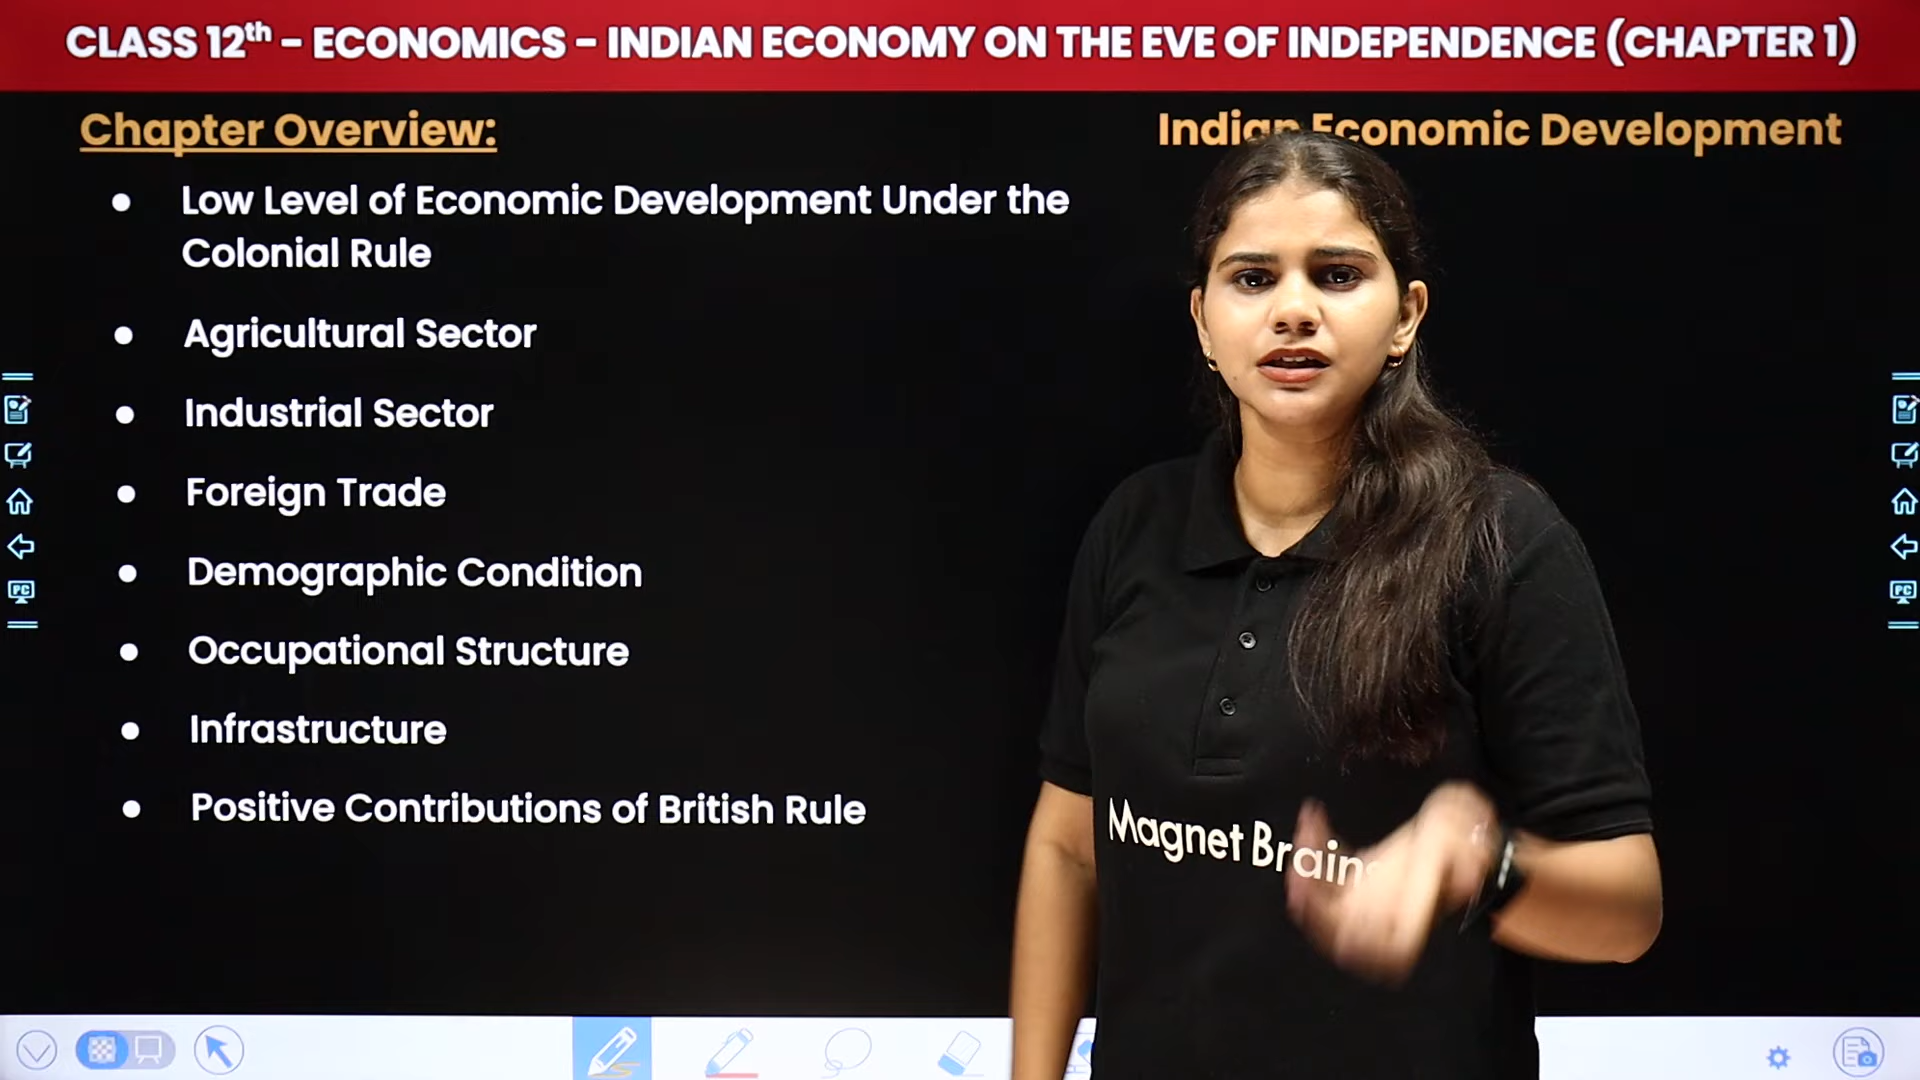 CLASS 12th - ECONOMICS - INDIAN ECONOMY ON THE EVE OF INDEPENDENCE (CHAPTER 1)
Chapter Overview:
Indian Economic Development
● Low Level of Economic Development Under the
Colonial Rule
● Agricultural Sector
● Industrial Sector
● Foreign Trade
● Demographic Condition
● Occupational Structure
● Infrastructure
● Positive Contributions of British Rule
Magnet Brains
PC
PC